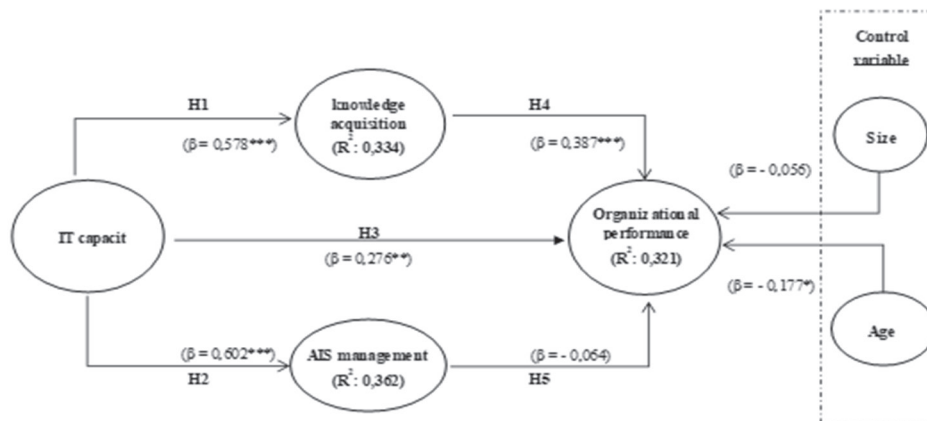 Control
variable
H1
knowledge
acquisition
(R²: 0,334)
H4
(β = 0,578***)
(β = 0,387***)
Size
(β = - 0,056)
IT capacit
H3
(β = 0,276**)
Organizational
performance
(R²: 0,321)
(β = - 0,177*)
(β = 0,602***)
H2
AIS management
(R²: 0,362)
(β = - 0,064)
H5
Age